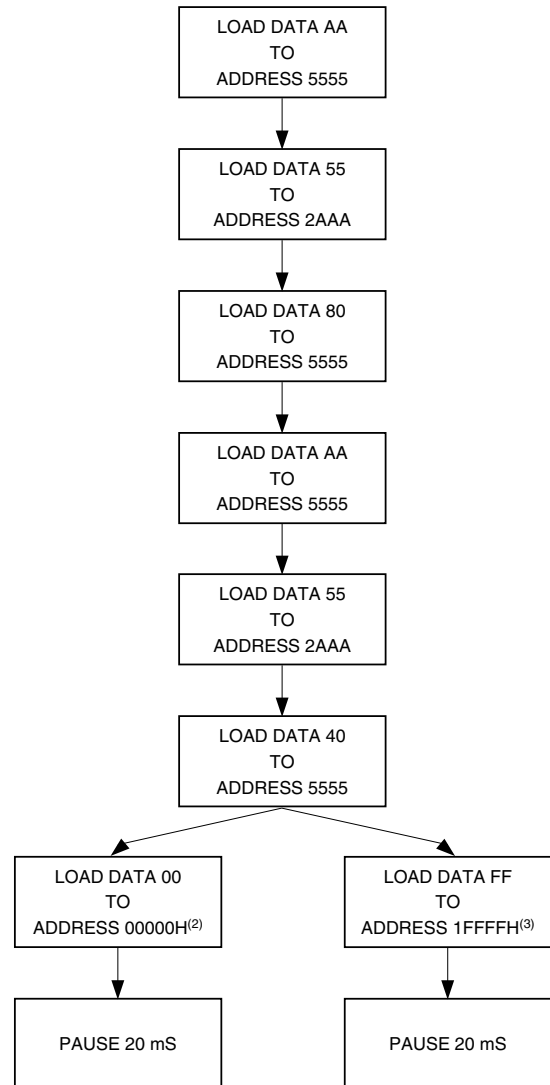 LOAD DATA AA
TO
ADDRESS 5555
LOAD DATA 55
TO
ADDRESS 2AAA
LOAD DATA 80
TO
ADDRESS 5555
LOAD DATA AA
TO
ADDRESS 5555
LOAD DATA 55
TO
ADDRESS 2AAA
LOAD DATA 40
TO
ADDRESS 5555
LOAD DATA 00
TO
ADDRESS 00000H(2)
PAUSE 20 mS
LOAD DATA FF
TO
ADDRESS 1FFFFH(3)
PAUSE 20 mS